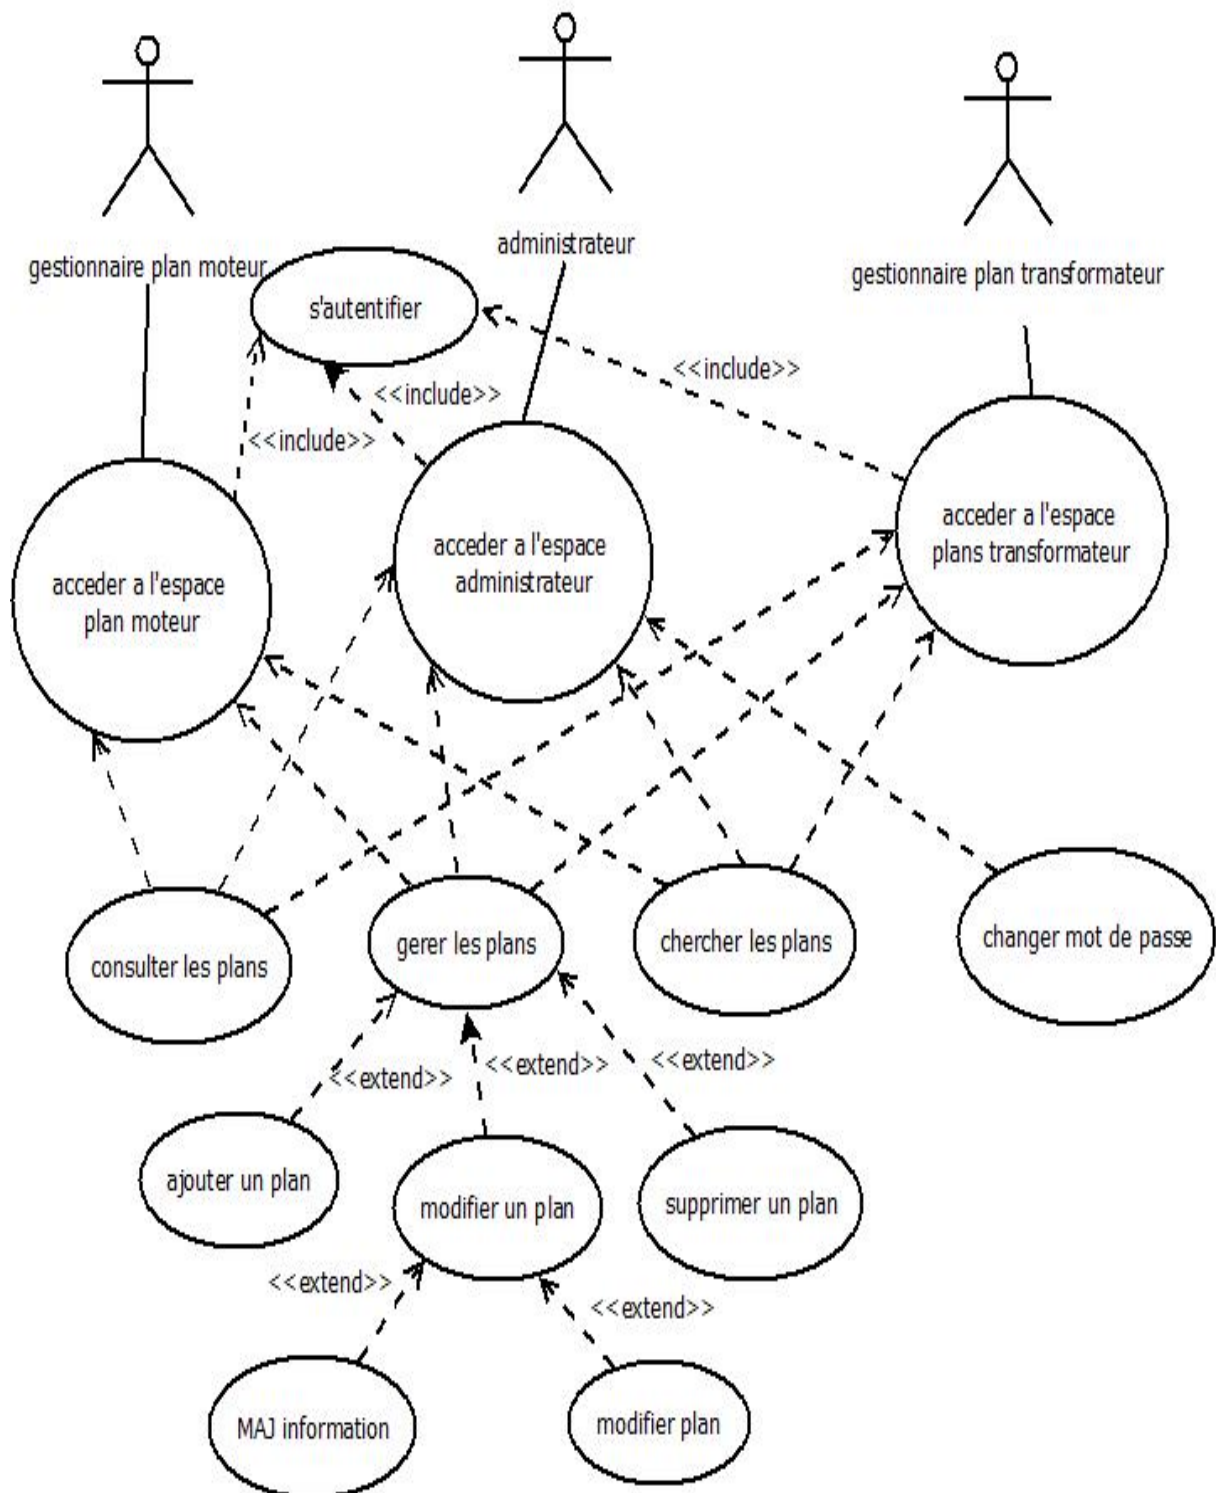 administrateur
gestionnaire plan moteur
gestionnaire plan transformateur
s'autentifier
<<include>>
<<include>>
<<include>>
acceder a l'espace
plans transformateur
acceder a l'espace
administrateur
acceder a l'espace
plan moteur
consulter les plans
gerer les plans
chercher les plans
changer mot de passe
<<extend>>
<<extend>>
<<extend>>
ajouter un plan
modifier un plan
supprimer un plan
<<extend>>
<<extend>>
MAJ information
modifier plan